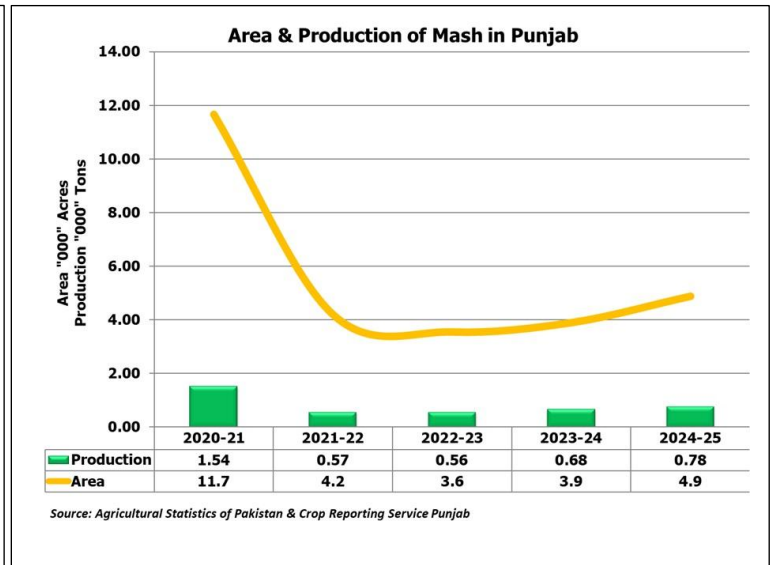 Area & Production of Mash in Punjab
14.00
12.00
10.00
8.00
6.00
4.00
2.00
0.00
Area "000" Acres
Production "000" Tons
2020-21 2021-22 2022-23 2023-24 2024-25
Production 1.54 0.57 0.56 0.68 0.78
Area 11.7 4.2 3.6 3.9 4.9
Source: Agricultural Statistics of Pakistan & Crop Reporting Service Punjab